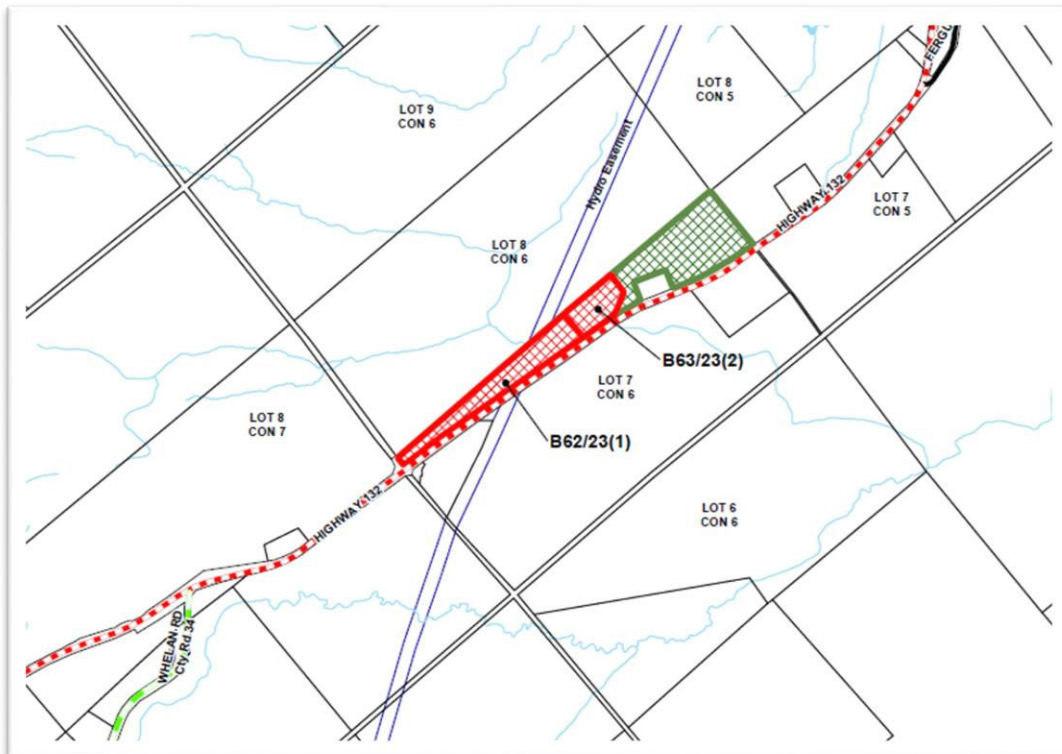 FERGU
LOT 8
CON 5
LOT 9
CON 6
Hydro Easement
HIGHWAY 132
LOT 7
CON 5
LOT 8
CON 6
B63/23(2)
LOT 7
CON 6
LOT 8
CON 7
B62/23(1)
LOT 6
CON 6
HIGHWAY 132
WHELAN RD
Cty Rd 34